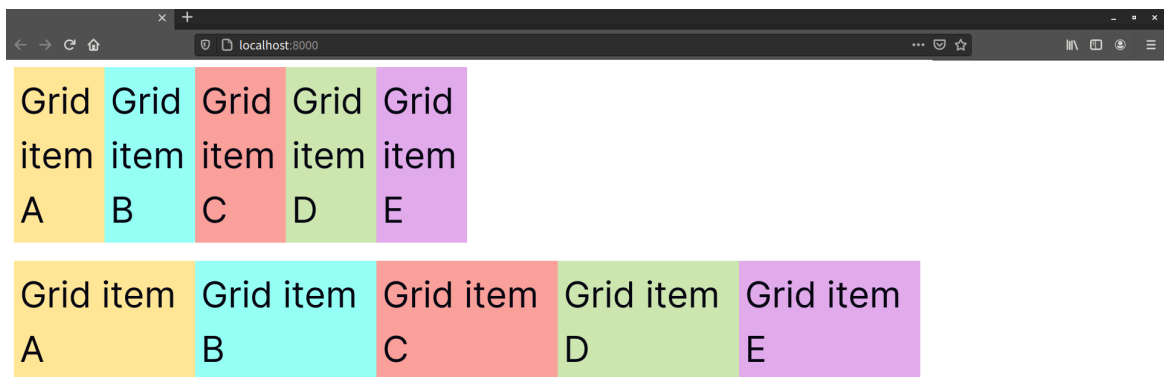 localhost:8000
Grid Grid Grid Grid Grid
item item item item item
A B C D E
Grid item Grid item Grid item Grid item Grid item
A B C D E